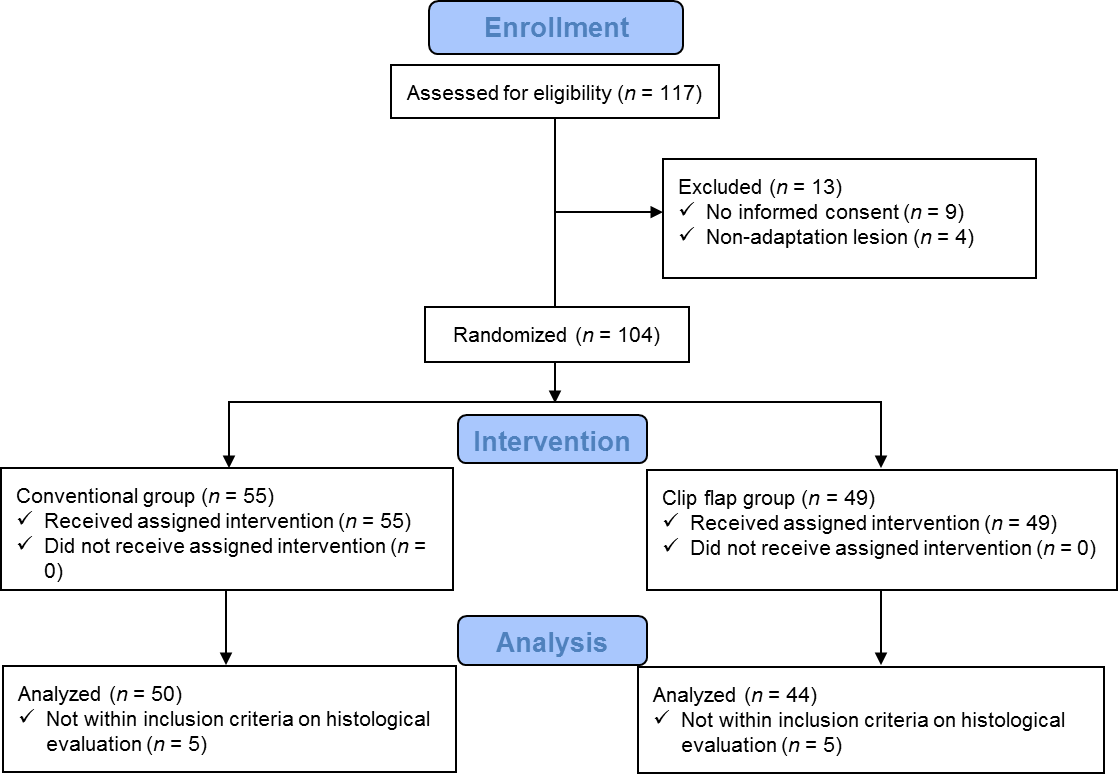 Enrollment
Assessed for eligibility (n = 117)
Excluded (n = 13)
✓ No informed consent (n = 9)
✓ Non-adaptation lesion (n = 4)
Randomized (n = 104)
Intervention
Conventional group (n = 55)
✓ Received assigned intervention (n = 55)
✓ Did not receive assigned intervention (n =
0)
Clip flap group (n = 49)
✓ Received assigned intervention (n = 49)
✓ Did not receive assigned intervention (n = 0)
Analysis
Analyzed (n = 50)
✓ Not within inclusion criteria on histological
evaluation (n = 5)
Analyzed (n = 44)
✓ Not within inclusion criteria on histological
evaluation (n = 5)